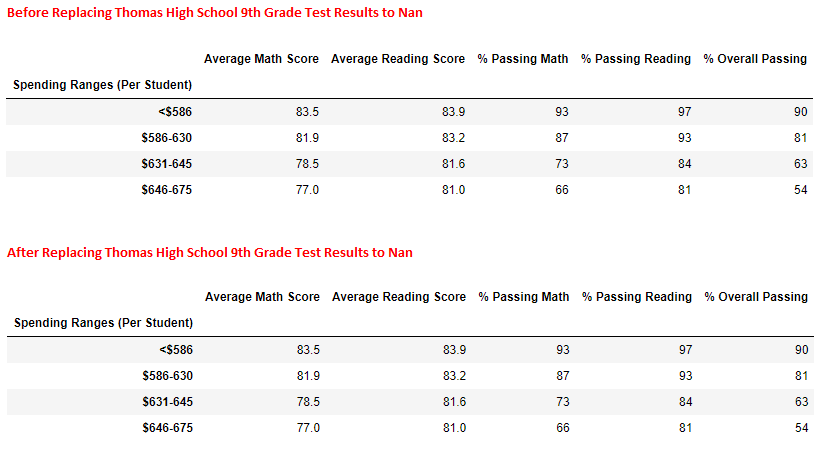 Before Replacing Thomas High School 9th Grade Test Results to Nan
Average Math Score Average Reading Score % Passing Math % Passing Reading % Overall Passing
Spending Ranges (Per Student)
<$586 83.5 83.9 93 97 90
$586-630 81.9 83.2 87 93 81
$631-645 78.5 81.6 73 84 63
$646-675 77.0 81.0 66 81 54
After Replacing Thomas High School 9th Grade Test Results to Nan
Average Math Score Average Reading Score % Passing Math % Passing Reading % Overall Passing
Spending Ranges (Per Student)
<$586 83.5 83.9 93 97 90
$586-630 81.9 83.2 87 93 81
$631-645 78.5 81.6 73 84 63
$646-675 77.0 81.0 66 81 54